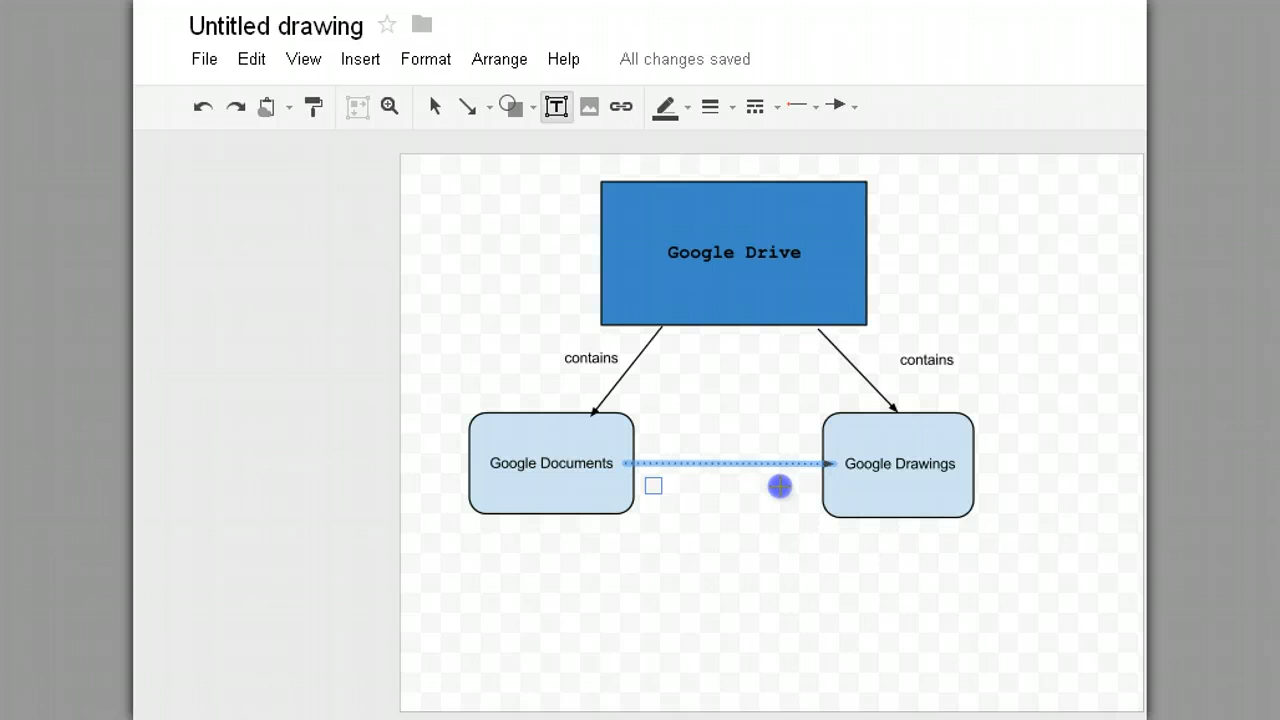 Untitled drawing
File Edit View Insert Format Arrange Help All changes saved
T
Google Drive
contains contains
Google Documents Google Drawings